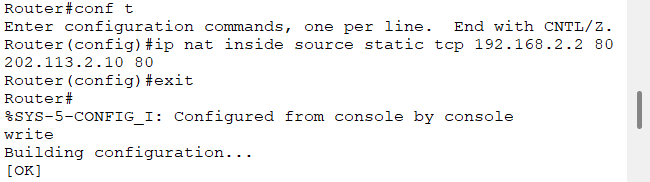 Router#conf t
Enter configuration commands, one per line.  End with CNTL/Z.
Router(config)#ip nat inside source static tcp 192.168.2.2 80
202.113.2.10 80
Router(config)#exit
Router#
%SYS-5-CONFIG_I: Configured from console by console
write
Building configuration...
[OK]